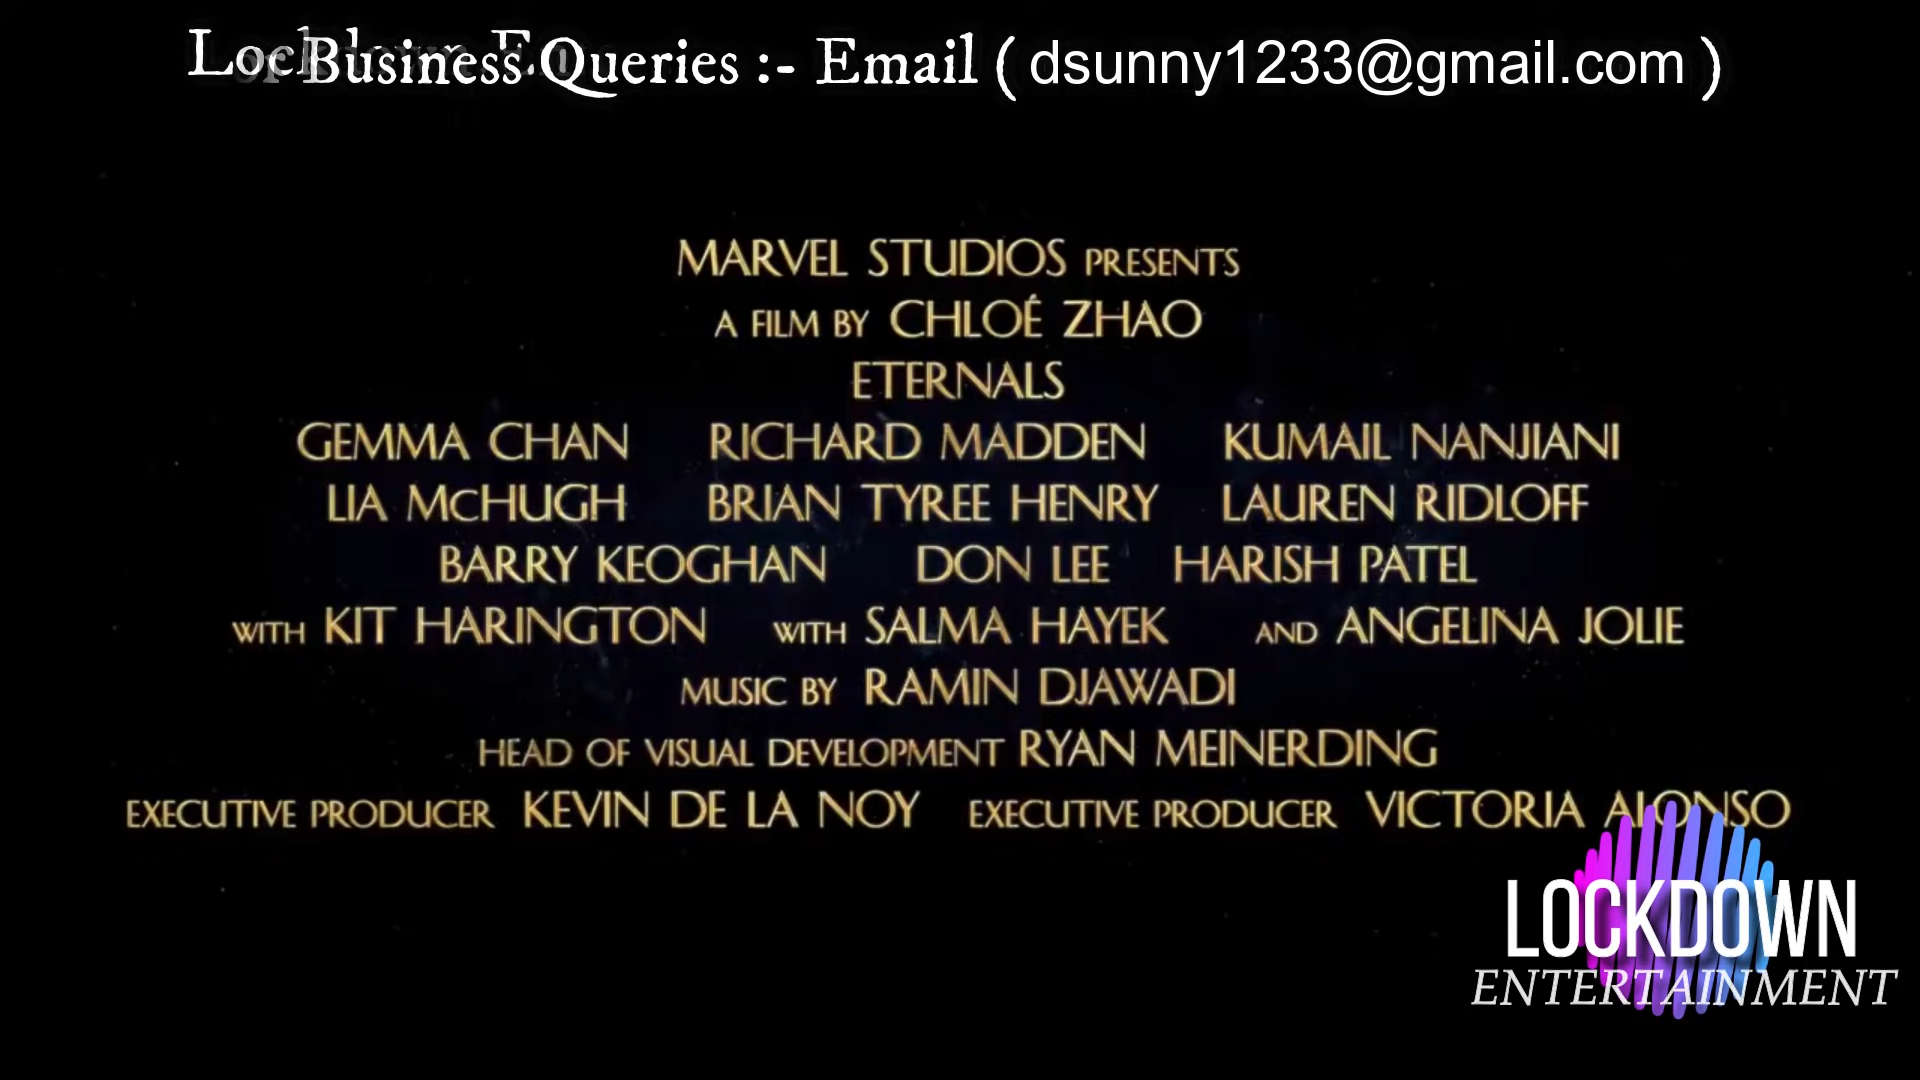 Business Queries :- Email ( dsunny1233@gmail.com )
MARVEL STUDIOS PRESENTS
A FILM BY CHLOÉ ZHAO
ETERNALS
GEMMA CHAN RICHARD MADDEN KUMAIL NANJIANI
LIA McHUGH BRIAN TYREE HENRY LAUREN RIDLOFF
BARRY KEOGHAN DON LEE HARISH PATEL
WITH KIT HARINGTON WITH SALMA HAYEK AND ANGELINA JOLIE
MUSIC BY RAMIN DJAWADI
HEAD OF VISUAL DEVELOPMENT RYAN MEINERDING
EXECUTIVE PRODUCER KEVIN DE LA NOY EXECUTIVE PRODUCER VICTORIA ALONSO
LOCKDOWN
ENTERTAINMENT